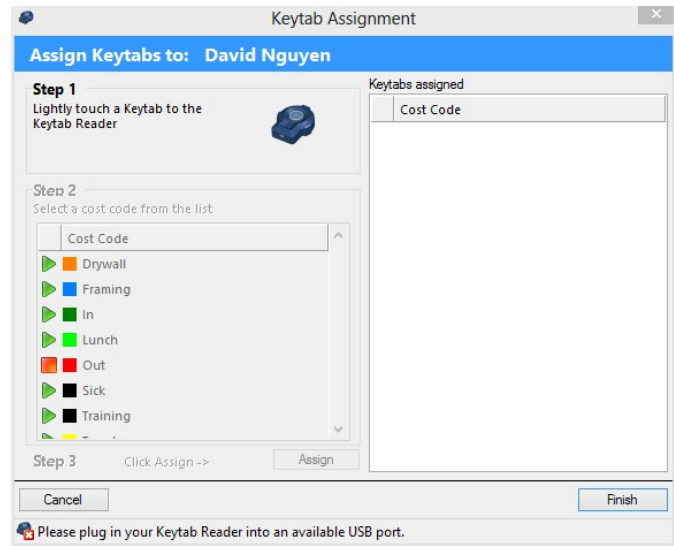 Keytab Assignment
Assign Keytabs to: David Nguyen
Step 1
Lightly touch a Keytab to the
Keytab Reader
Step 2
Select a cost code from the list
Cost Code
Drywall
Framing
In
Lunch
Out
Sick
Training
Step 3 Click Assign -> Assign
Keytabs assigned
Cost Code
Cancel
Finish
Please plug in your Keytab Reader into an available USB port.